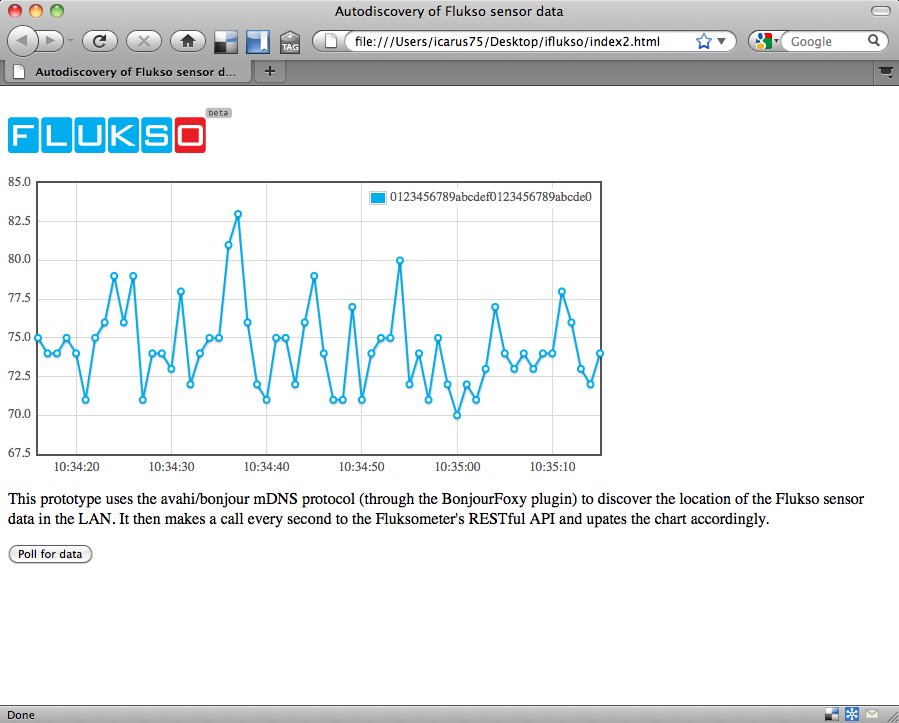 Autodiscovery of Flukso sensor data
TAG
file:///Users/icarus75/Desktop/iflukso/index2.html
Google
Autodiscovery of Flukso sensor d...
beta
FLUKSO
85.0
0123456789abcdef0123456789abcde0
82.5
80.0
77.5
75.0
72.5
70.0
67.5
10:34:20 10:34:30 10:34:40 10:34:50 10:35:00 10:35:10
This prototype uses the avahi/bonjour mDNS protocol (through the BonjourFoxy plugin) to discover the location of the Flukso sensor
data in the LAN. It then makes a call every second to the Fluksometer's RESTful API and upates the chart accordingly.
Poll for data
Done